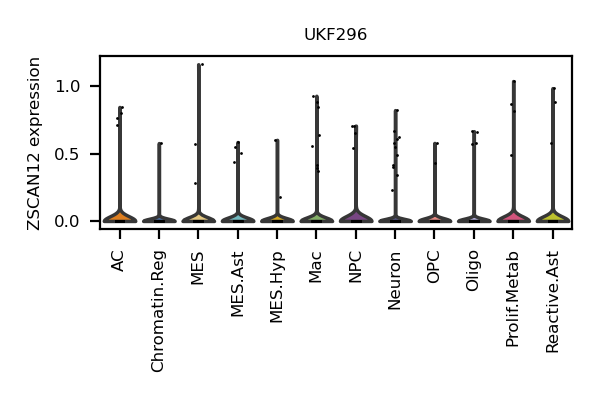 UKF296
ZSCAN12 expression
1.0
0.5
0.0
AC
Chromatin.Reg
MES
MES.Ast
MES.Hyp
Mac
NPC
Neuron
OPC
Oligo
Prolif.Metab
Reactive.Ast